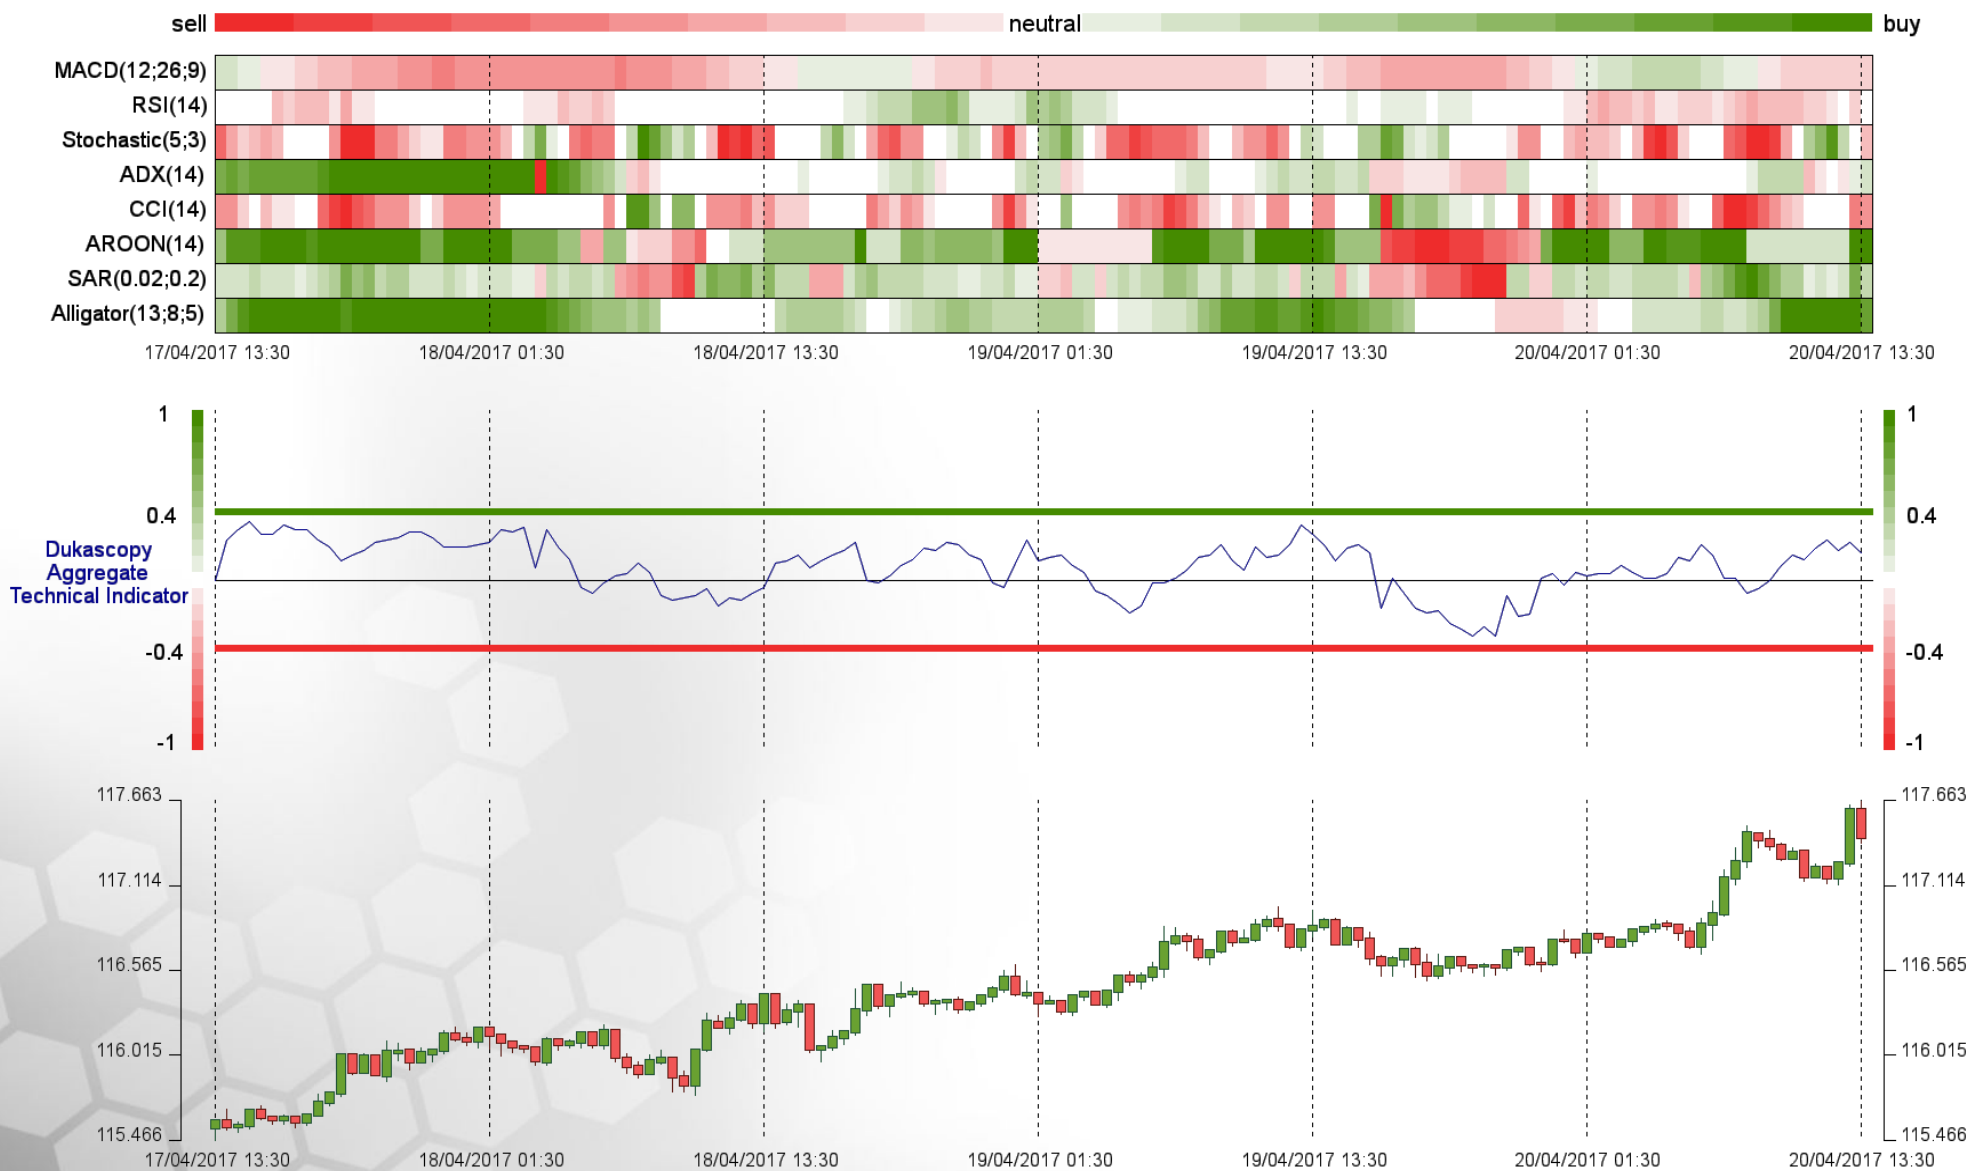 sell neutral buy
MACD(12;26;9)
RSI(14)
Stochastic(5;3)
ADX(14)
CCI(14)
AROON(14)
SAR(0.02;0.2)
Alligator(13;8;5)
17/04/2017 13:30 18/04/2017 01:30 18/04/2017 13:30 19/04/2017 01:30 19/04/2017 13:30 20/04/2017 01:30 20/04/2017 13:30
1 1
0.4 0.4
Dukascopy
Aggregate
Technical Indicator
-0.4 -0.4
-1 -1
117.663 117.663
117.114 117.114
116.565 116.565
116.015 116.015
115.466 115.466
17/04/2017 13:30 18/04/2017 01:30 18/04/2017 13:30 19/04/2017 01:30 19/04/2017 13:30 20/04/2017 01:30 20/04/2017 13:30